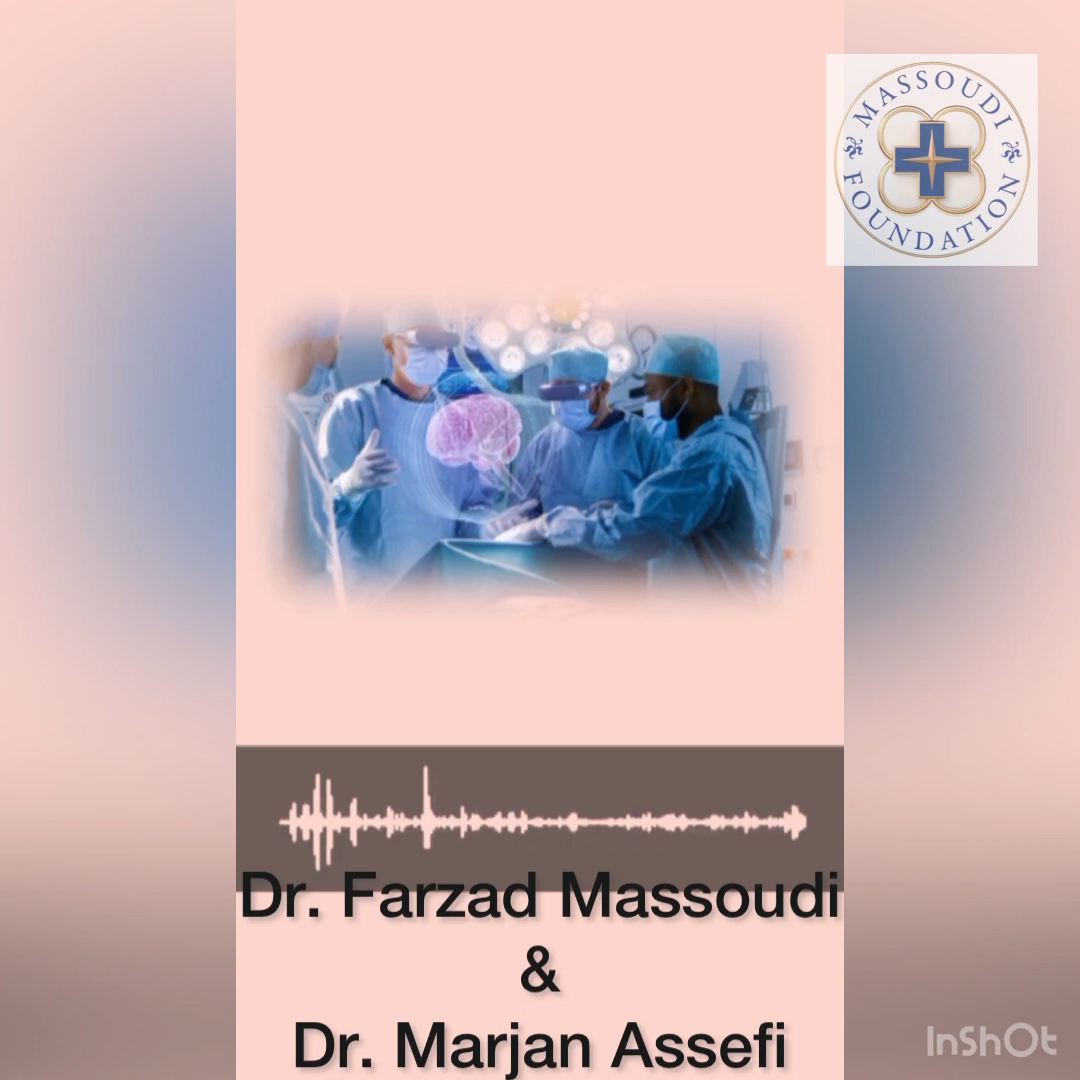 MASSOUDI
FOUNDATION
Dr. Farzad Massoudi
&
Dr. Marjan Assefi
InShOt